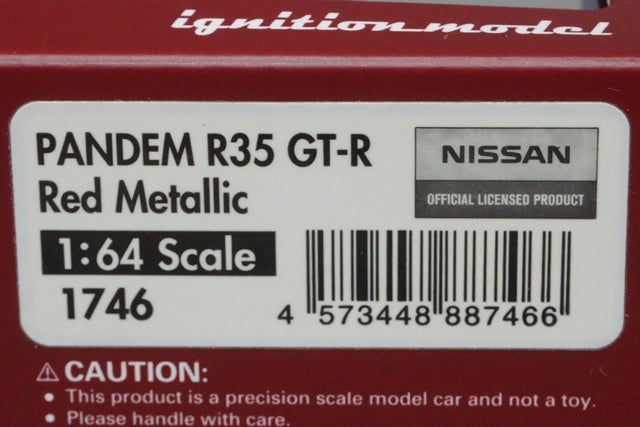 ignition model
PANDEM R35 GT-R
Red Metallic
1:64 Scale
1746
NISSAN
OFFICIAL LICENSED PRODUCT
4 573448 887466
⚠ CAUTION:
• This product is a precision scale model car and not a toy.
• Please handle with care.